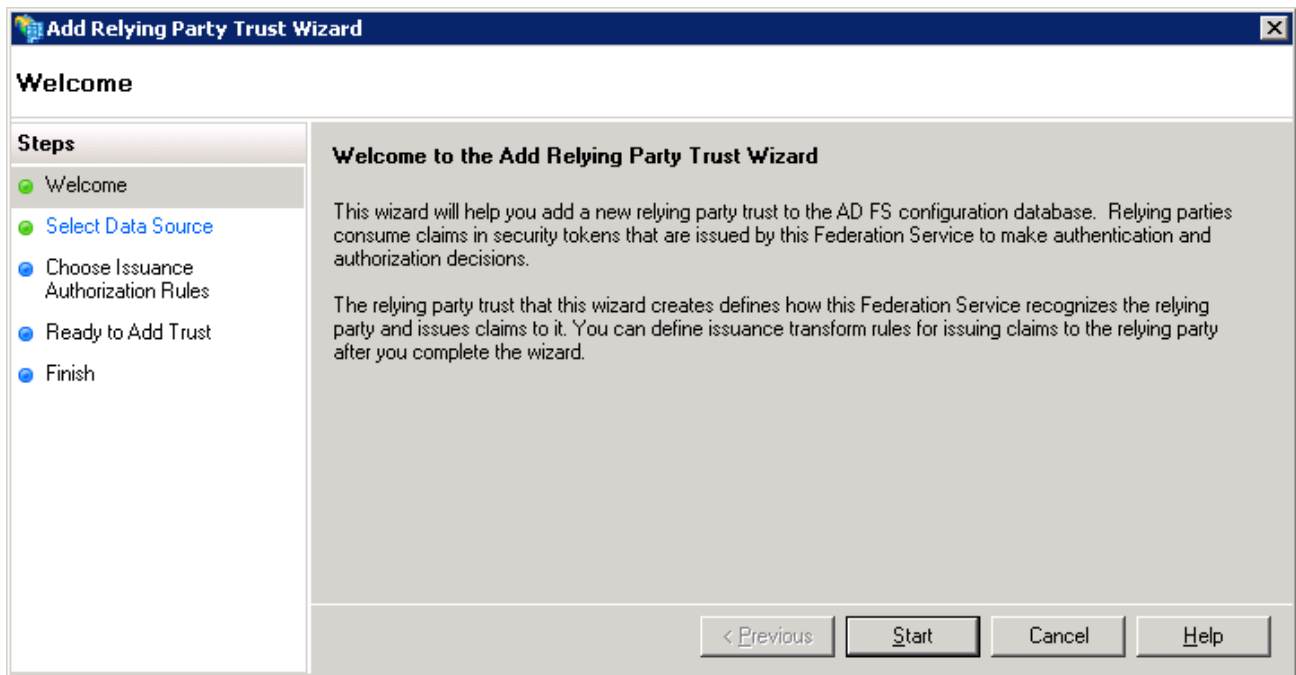 Add Relying Party Trust Wizard
Welcome
Steps
Welcome
Select Data Source
Choose Issuance
Authorization Rules
Ready to Add Trust
Finish
Welcome to the Add Relying Party Trust Wizard
This wizard will help you add a new relying party trust to the AD FS configuration database.  Relying parties
consume claims in security tokens that are issued by this Federation Service to make authentication and
authorization decisions.
The relying party trust that this wizard creates defines how this Federation Service recognizes the relying
party and issues claims to it. You can define issuance transform rules for issuing claims to the relying party
after you complete the wizard.
< Previous
Start
Cancel
Help